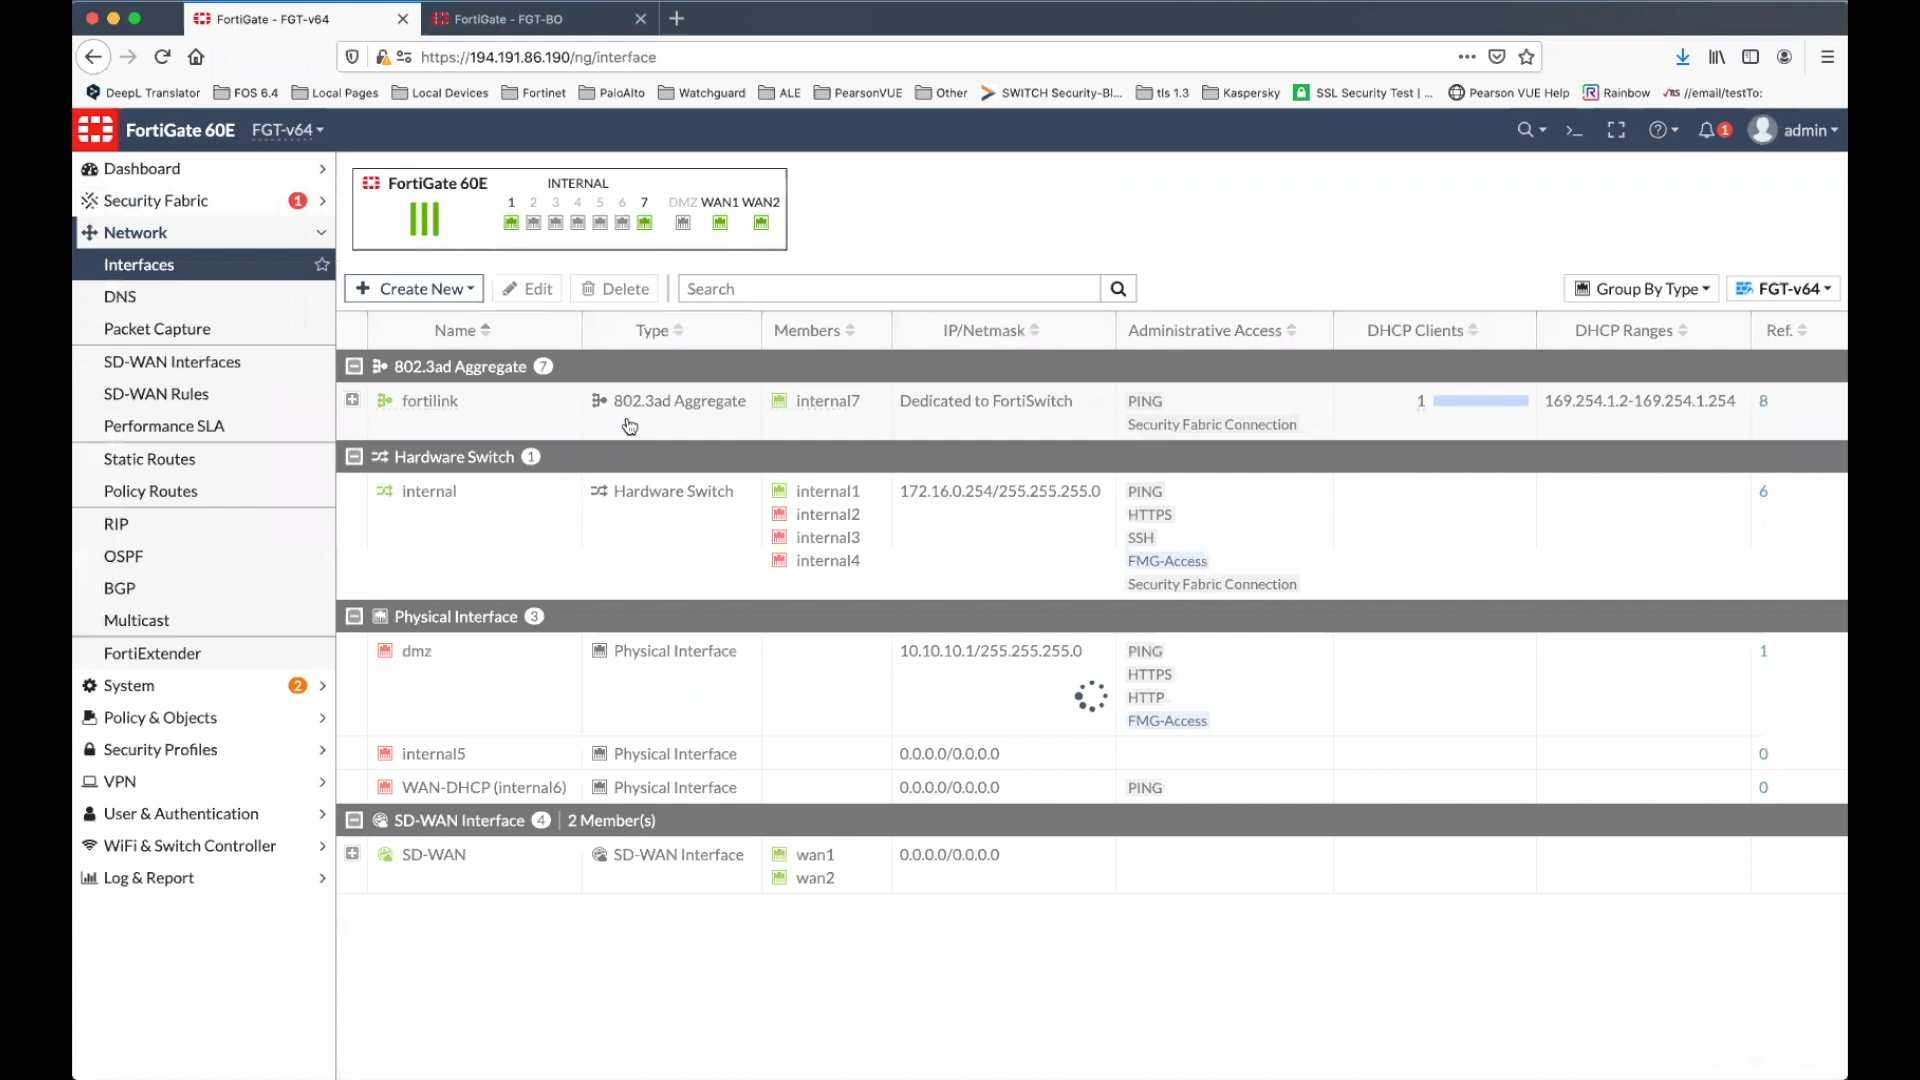 FortiGate - FGT-v64
FortiGate - FGT-BO
https://194.191.86.190/ng/interface
DeepL Translator FOS 6.4 Local Pages Local Devices Fortinet PaloAlto Watchguard ALE PearsonVUE Other SWITCH Security-Bl... tls 1.3 Kaspersky SSL Security Test | ... Pearson VUE Help Rainbow //email/testTo:
FortiGate 60E FGT-v64 1 admin
Dashboard
Security Fabric 1
Network
Interfaces
DNS
Packet Capture
SD-WAN Interfaces
SD-WAN Rules
Performance SLA
Static Routes
Policy Routes
RIP
OSPF
BGP
Multicast
FortiExtender
System 2
Policy & Objects
Security Profiles
VPN
User & Authentication
WiFi & Switch Controller
Log & Report
FortiGate 60E INTERNAL
1 2 3 4 5 6 7 DMZ WAN1 WAN2
+ Create New Edit Delete Search Group By Type FGT-v64
Name Type Members IP/Netmask Administrative Access DHCP Clients DHCP Ranges Ref.
802.3ad Aggregate 7
fortilink 802.3ad Aggregate internal7 Dedicated to FortiSwitch PING 1 169.254.1.2-169.254.1.254 8
Security Fabric Connection
Hardware Switch 1
internal Hardware Switch internal1 172.16.0.254/255.255.255.0 PING 6
internal2 HTTPS
internal3 SSH
internal4 FMG-Access
Security Fabric Connection
Physical Interface 3
dmz Physical Interface 10.10.10.1/255.255.255.0 PING 1
HTTPS
HTTP
FMG-Access
internal5 Physical Interface 0.0.0.0/0.0.0.0 0
WAN-DHCP (internal6) Physical Interface 0.0.0.0/0.0.0.0 PING 0
SD-WAN Interface 4 2 Member(s)
SD-WAN SD-WAN Interface wan1 0.0.0.0/0.0.0.0
wan2